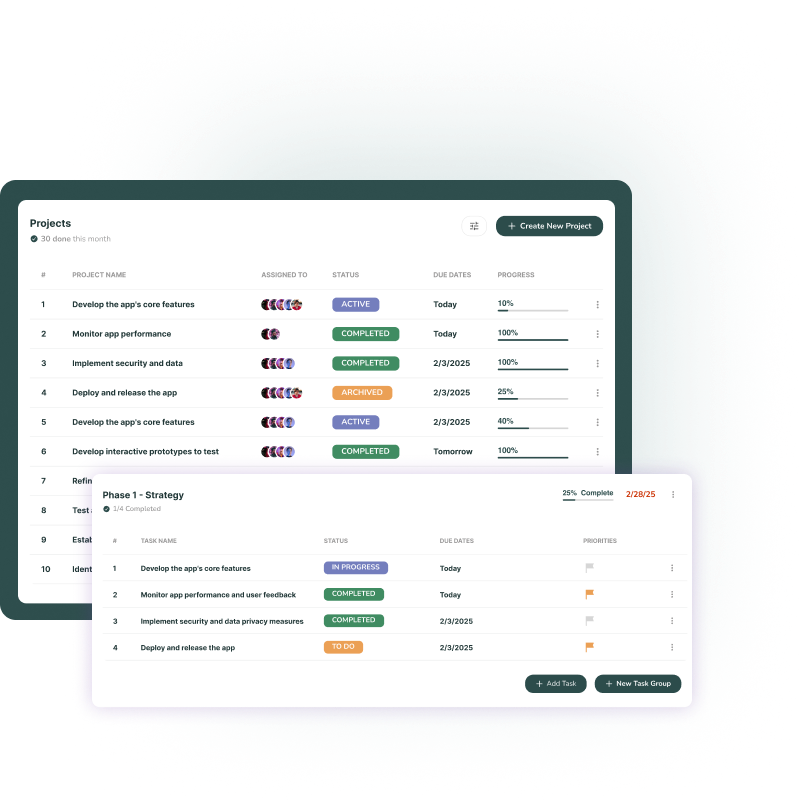 Projects
30 done this month
Create New Project
# PROJECT NAME ASSIGNED TO STATUS DUE DATES PROGRESS
1 Develop the app's core features ACTIVE Today 10%
2 Monitor app performance COMPLETED Today 100%
3 Implement security and data COMPLETED 2/3/2025 100%
4 Deploy and release the app ARCHIVED 2/3/2025 25%
5 Develop the app's core features ACTIVE 2/3/2025 40%
6 Develop interactive prototypes to test COMPLETED Tomorrow 100%
7
8 Test
9
10
Phase 1 - Strategy
1/4 Completed
25% Complete 2/28/25
# TASK NAME STATUS DUE DATES PRIORITIES
1 Develop the app's core features IN PROGRESS Today
2 Monitor app performance and user feedback COMPLETED Today
3 Implement security and data privacy measures COMPLETED 2/3/2025
4 Deploy and release the app TO DO 2/3/2025
Add Task
New Task Group